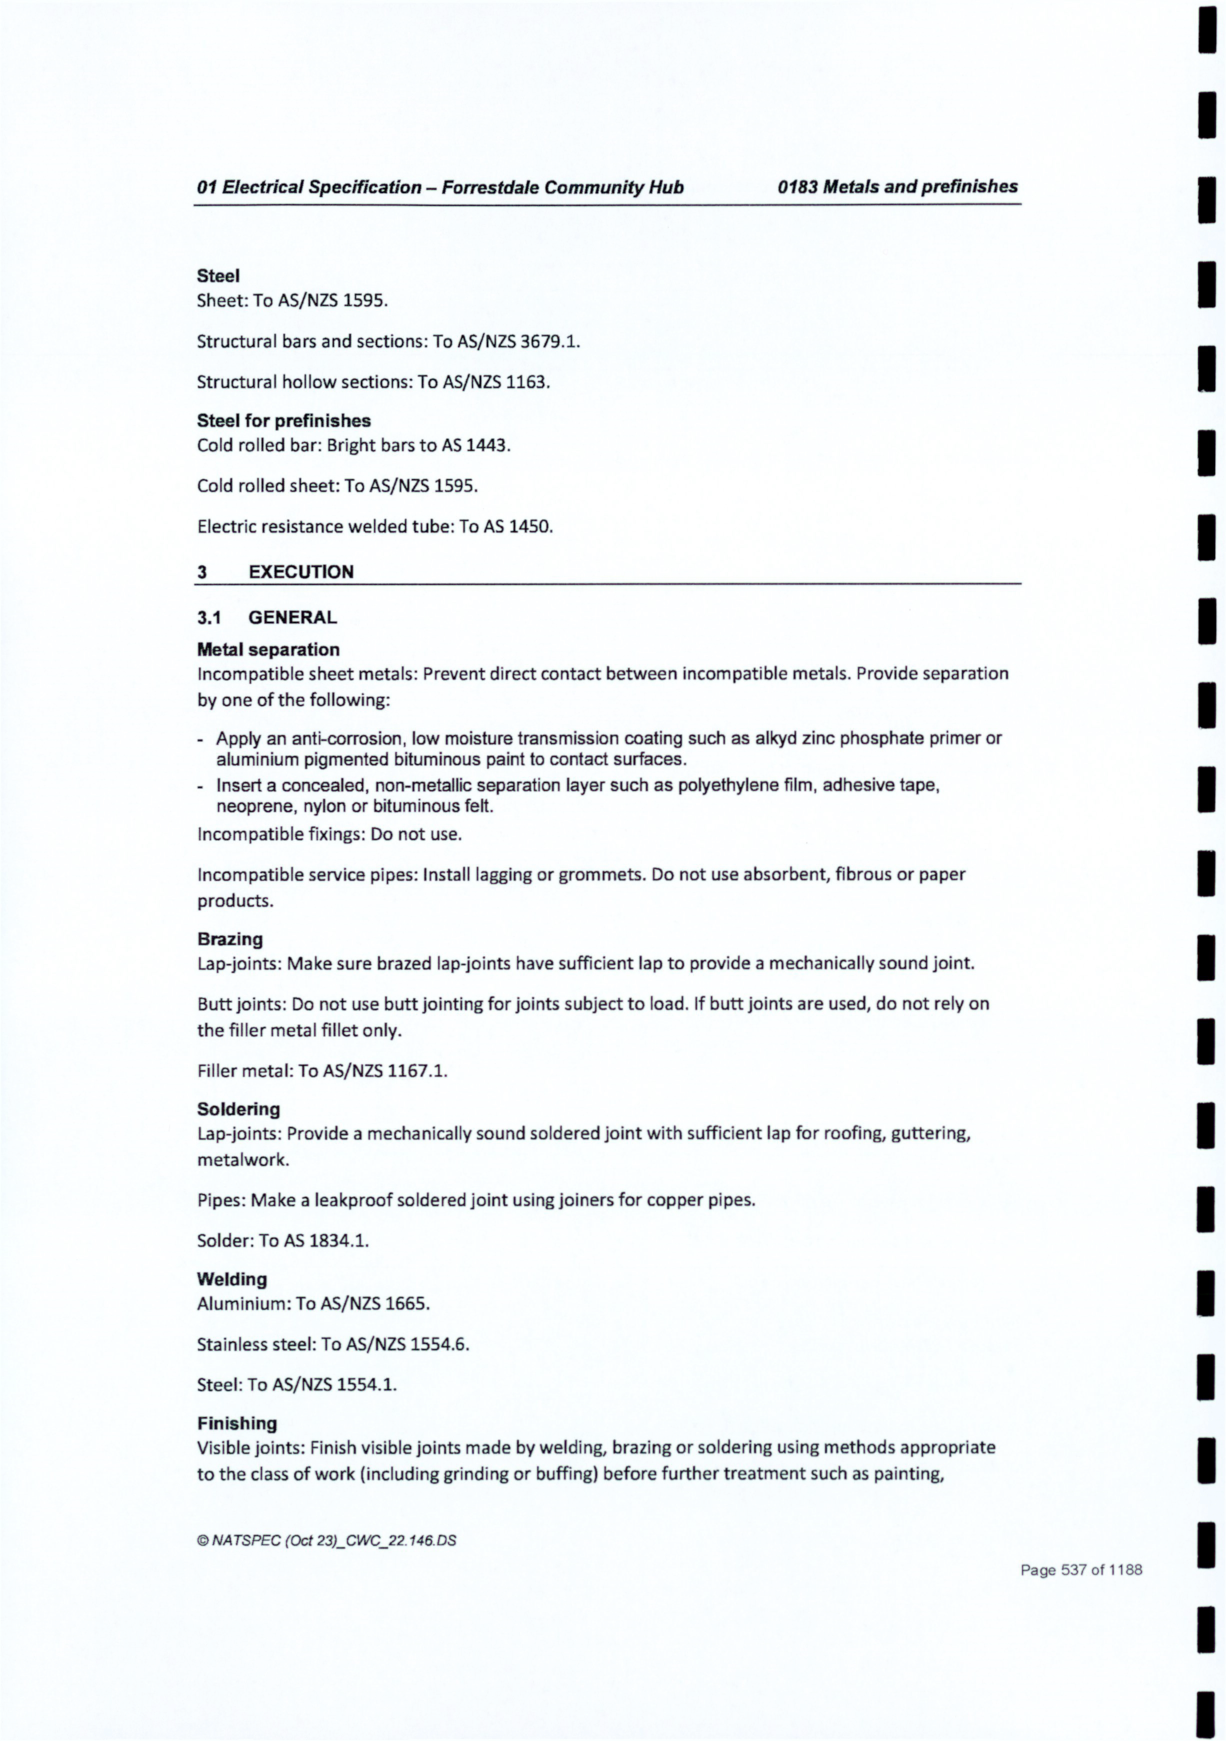 01 Electrical Specification – Forrestdale Community Hub 0183 Metals and prefinishes
Steel
Sheet: To AS/NZS 1595.
Structural bars and sections: To AS/NZS 3679.1.
Structural hollow sections: To AS/NZS 1163.
Steel for prefinishes
Cold rolled bar: Bright bars to AS 1443.
Cold rolled sheet: To AS/NZS 1595.
Electric resistance welded tube: To AS 1450.
3 EXECUTION
3.1 GENERAL
Metal separation
Incompatible sheet metals: Prevent direct contact between incompatible metals. Provide separation
by one of the following:
- Apply an anti-corrosion, low moisture transmission coating such as alkyd zinc phosphate primer or
aluminium pigmented bituminous paint to contact surfaces.
- Insert a concealed, non-metallic separation layer such as polyethylene film, adhesive tape,
neoprene, nylon or bituminous felt.
Incompatible fixings: Do not use.
Incompatible service pipes: Install lagging or grommets. Do not use absorbent, fibrous or paper
products.
Brazing
Lap-joints: Make sure brazed lap-joints have sufficient lap to provide a mechanically sound joint.
Butt joints: Do not use butt jointing for joints subject to load. If butt joints are used, do not rely on
the filler metal fillet only.
Filler metal: To AS/NZS 1167.1.
Soldering
Lap-joints: Provide a mechanically sound soldered joint with sufficient lap for roofing, guttering,
metalwork.
Pipes: Make a leakproof soldered joint using joiners for copper pipes.
Solder: To AS 1834.1.
Welding
Aluminium: To AS/NZS 1665.
Stainless steel: To AS/NZS 1554.6.
Steel: To AS/NZS 1554.1.
Finishing
Visible joints: Finish visible joints made by welding, brazing or soldering using methods appropriate
to the class of work (including grinding or buffing) before further treatment such as painting,
© NATSPEC (Oct 23)_CWC_22.146.DS
Page 537 of 1188